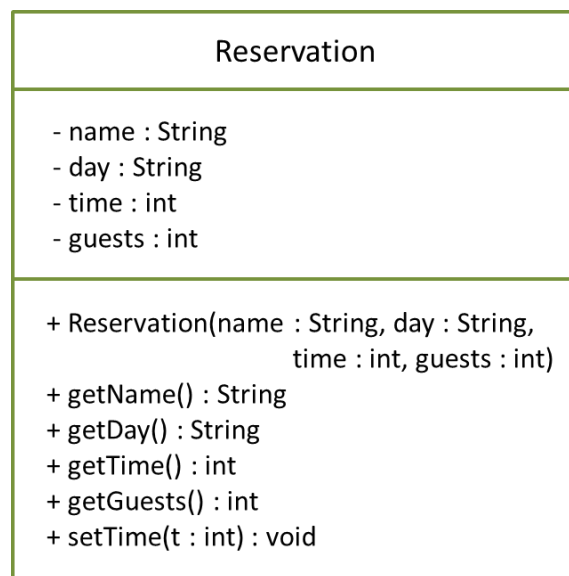 Reservation
- name : String
- day : String
- time : int
- guests : int
+ Reservation(name : String, day : String,
time : int, guests : int)
+ getName() : String
+ getDay() : String
+ getTime() : int
+ getGuests() : int
+ setTime(t : int) : void